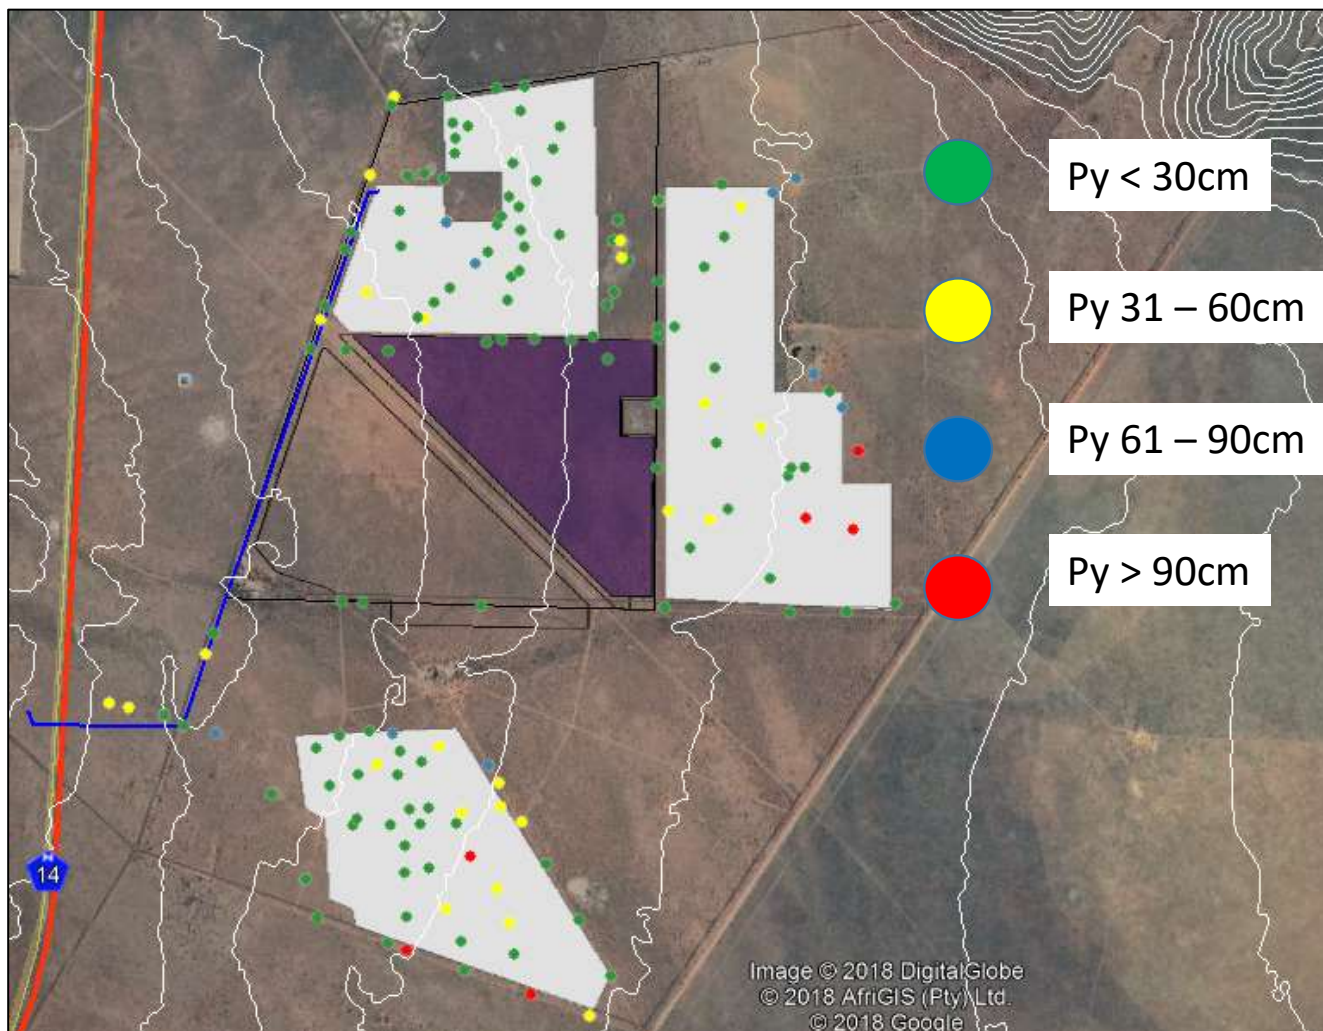 Py < 30cm
Py 31 – 60cm
Py 61 – 90cm
Py > 90cm
N
14
Image © 2018 DigitalGlobe
© 2018 AfriGIS (Pty) Ltd.
© 2018 Google